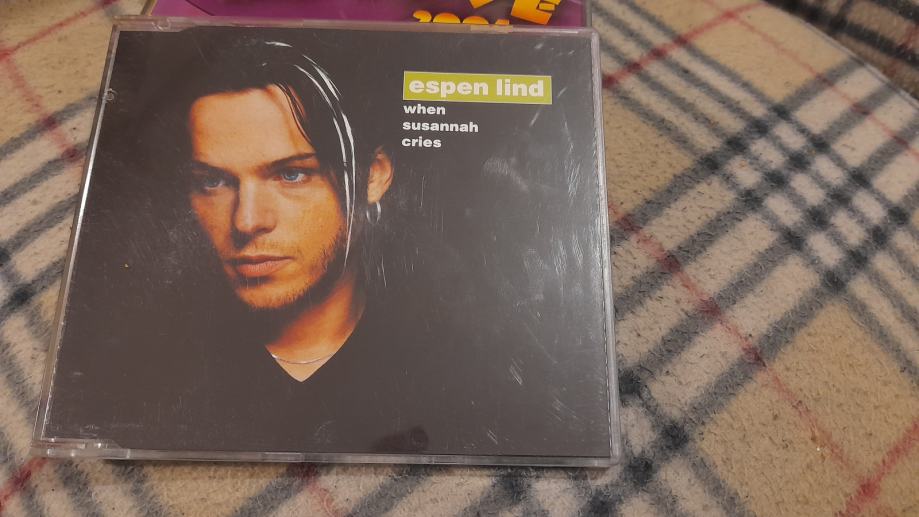 espen lind
when
susannah
cries